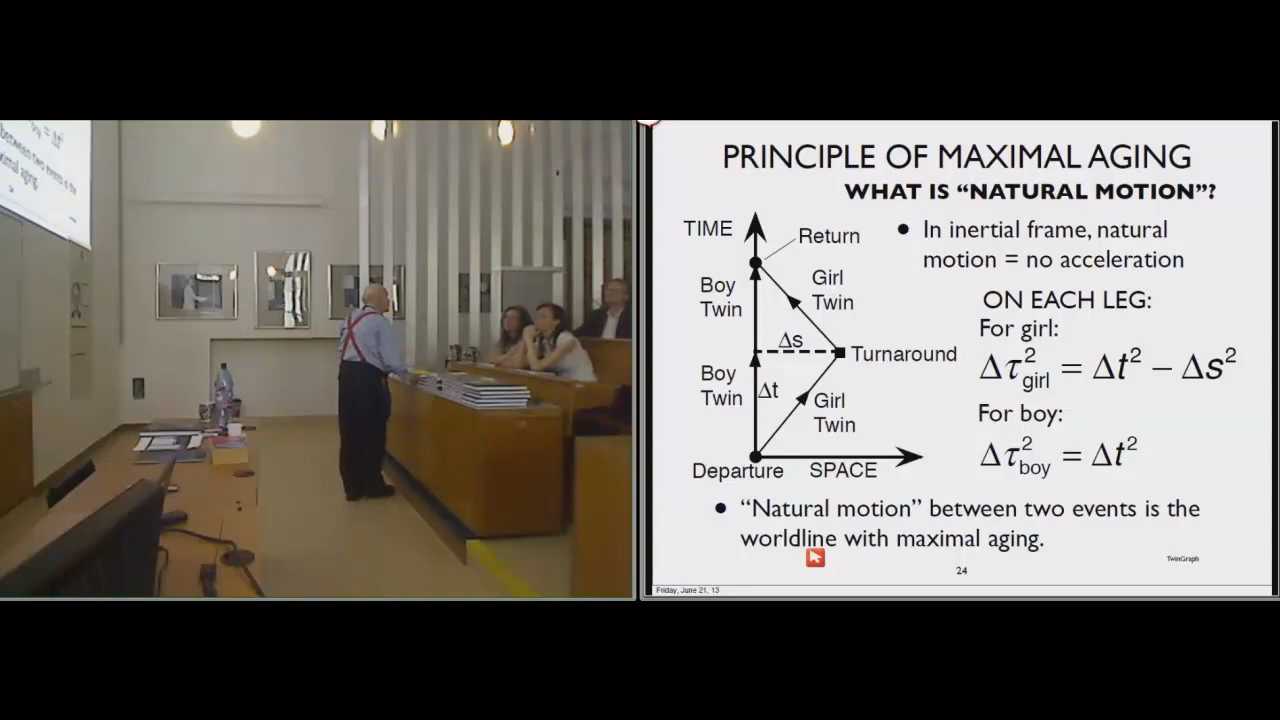 between two
aging.
PRINCIPLE OF MAXIMAL AGING
WHAT IS “NATURAL MOTION”?
TIME
Return
Boy
Twin
Girl
Twin
Δs
Turnaround
Boy
Twin
Δt
Girl
Twin
Departure
SPACE
● In inertial frame, natural
motion = no acceleration
ON EACH LEG:
For girl:
Δτ²girl = Δt² − Δs²
For boy:
Δτ²boy = Δt²
● “Natural motion” between two events is the
worldline with maximal aging.
TwinGraph
24
Friday, June 21, 13